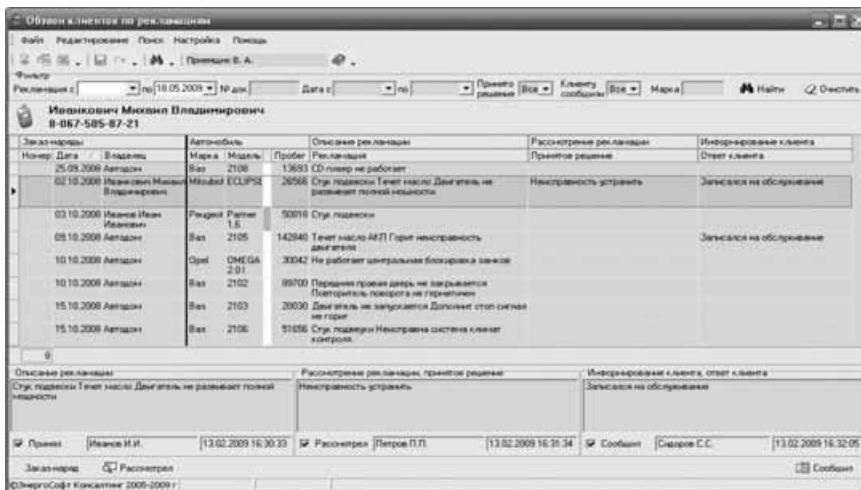 Обзвон клиентов по рекламациям
Файл Редактирование Поиск Настройка Помощь
Приемщик В. А.
Фильтр
Рекламация с по 18.05.2009 № док Дата с по Принято решение Все Клиенту сообщили Все Марка Найти Очистить
Иванкович Михаил Владимирович
8-067-505-87-21
Заказ-наряды Автомобиль Описание рекламации Рассмотрение рекламации Информирование клиента
Номер Дата Владелец Марка Модель Пробег Рекламация Принятое решение Ответ клиента
25.09.2008 Автодом Ваз 2108 13693 CD плеер не работает
02.10.2008 Иванкович Михаил Mitsubishi ECLIPSE 26568 Стук подвески Течет масло Двигатель не Неисправность устранить Записался на обслуживание
Владимирович развивает полной мощности
03.10.2008 Иванов Иван Peugeot Partner 50818 Стук подвески
Иванович 1.6
09.10.2008 Автодом Ваз 2105 142840 Течет масло АКП Горит неисправность Записался на обслуживание
двигателя
10.10.2008 Автодом Opel OMEGA 30042 Не работает центральная блокировка замков
2.0I
10.10.2008 Автодом Ваз 2102 89700 Передняя правая дверь не закрывается
Повторитель поворота не герметичен
15.10.2008 Автодом Ваз 2103 20030 Двигатель не запускается Дополнит стоп сигнал
не горит
15.10.2008 Автодом Ваз 2106 51656 Стук подвески Неисправна система климат
контроля.
8
Описание рекламации Рассмотрение рекламации, принятое решение Информирование клиента, ответ клиента
Стук подвески Течет масло Двигатель не развивает полной Неисправность устранить Записался на обслуживание
мощности
Принял Иванов И.И. 13.02.2009 16:30:33 Рассмотрел Петров П.П. 13.02.2009 16:31:34 Сообщил Сидоров С.С. 13.02.2009 16:32:05
Заказ-наряд Рассмотрел Сообщил
©ЭнергоСофт Консалтинг 2005-2009 г